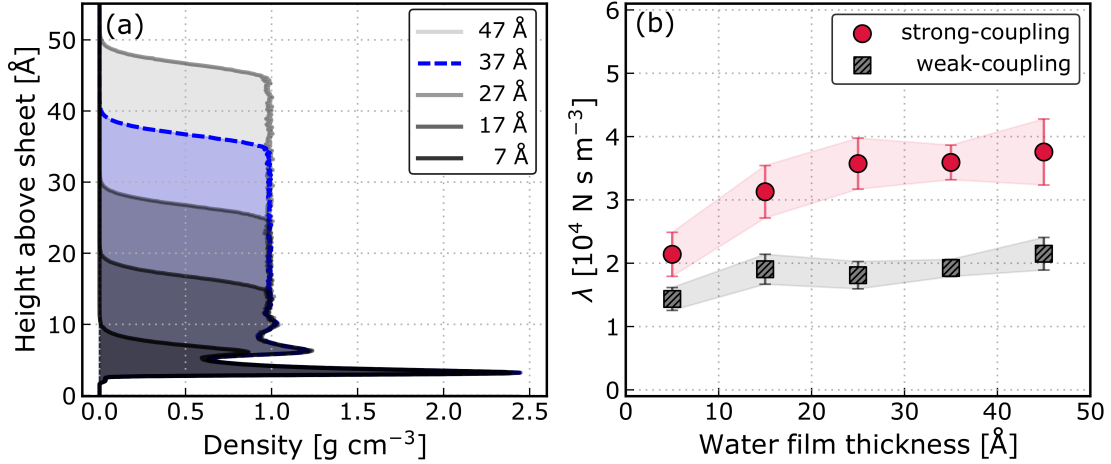 (a)
47 Å
37 Å
27 Å
17 Å
7 Å
Height above sheet [Å]
50
40
30
20
10
0
0.0 0.5 1.0 1.5 2.0 2.5
Density [g cm⁻³]
(b)
strong-coupling
weak-coupling
λ [10⁴ N s m⁻³]
6
5
4
3
2
1
0
0 10 20 30 40 50
Water film thickness [Å]